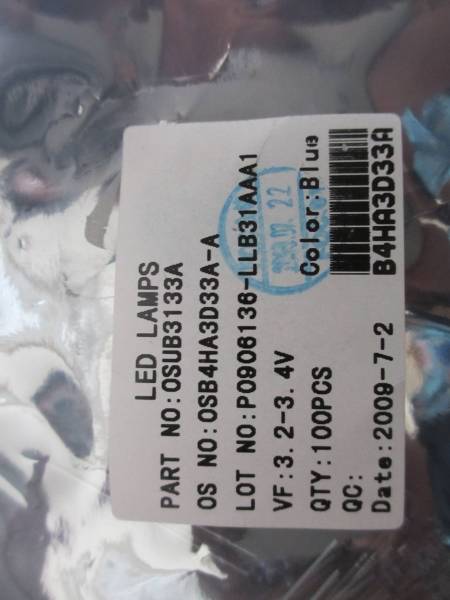 LED LAMPS
PART NO:OSUB3133A
OS NO:OSB4HA3D33A-A
LOT NO:P0906136-LLB31AAA1
VF:3.2-3.4V
QTY:100PCS Color:Blue
QC:
Date:2009-7-2 B4HA3D33A